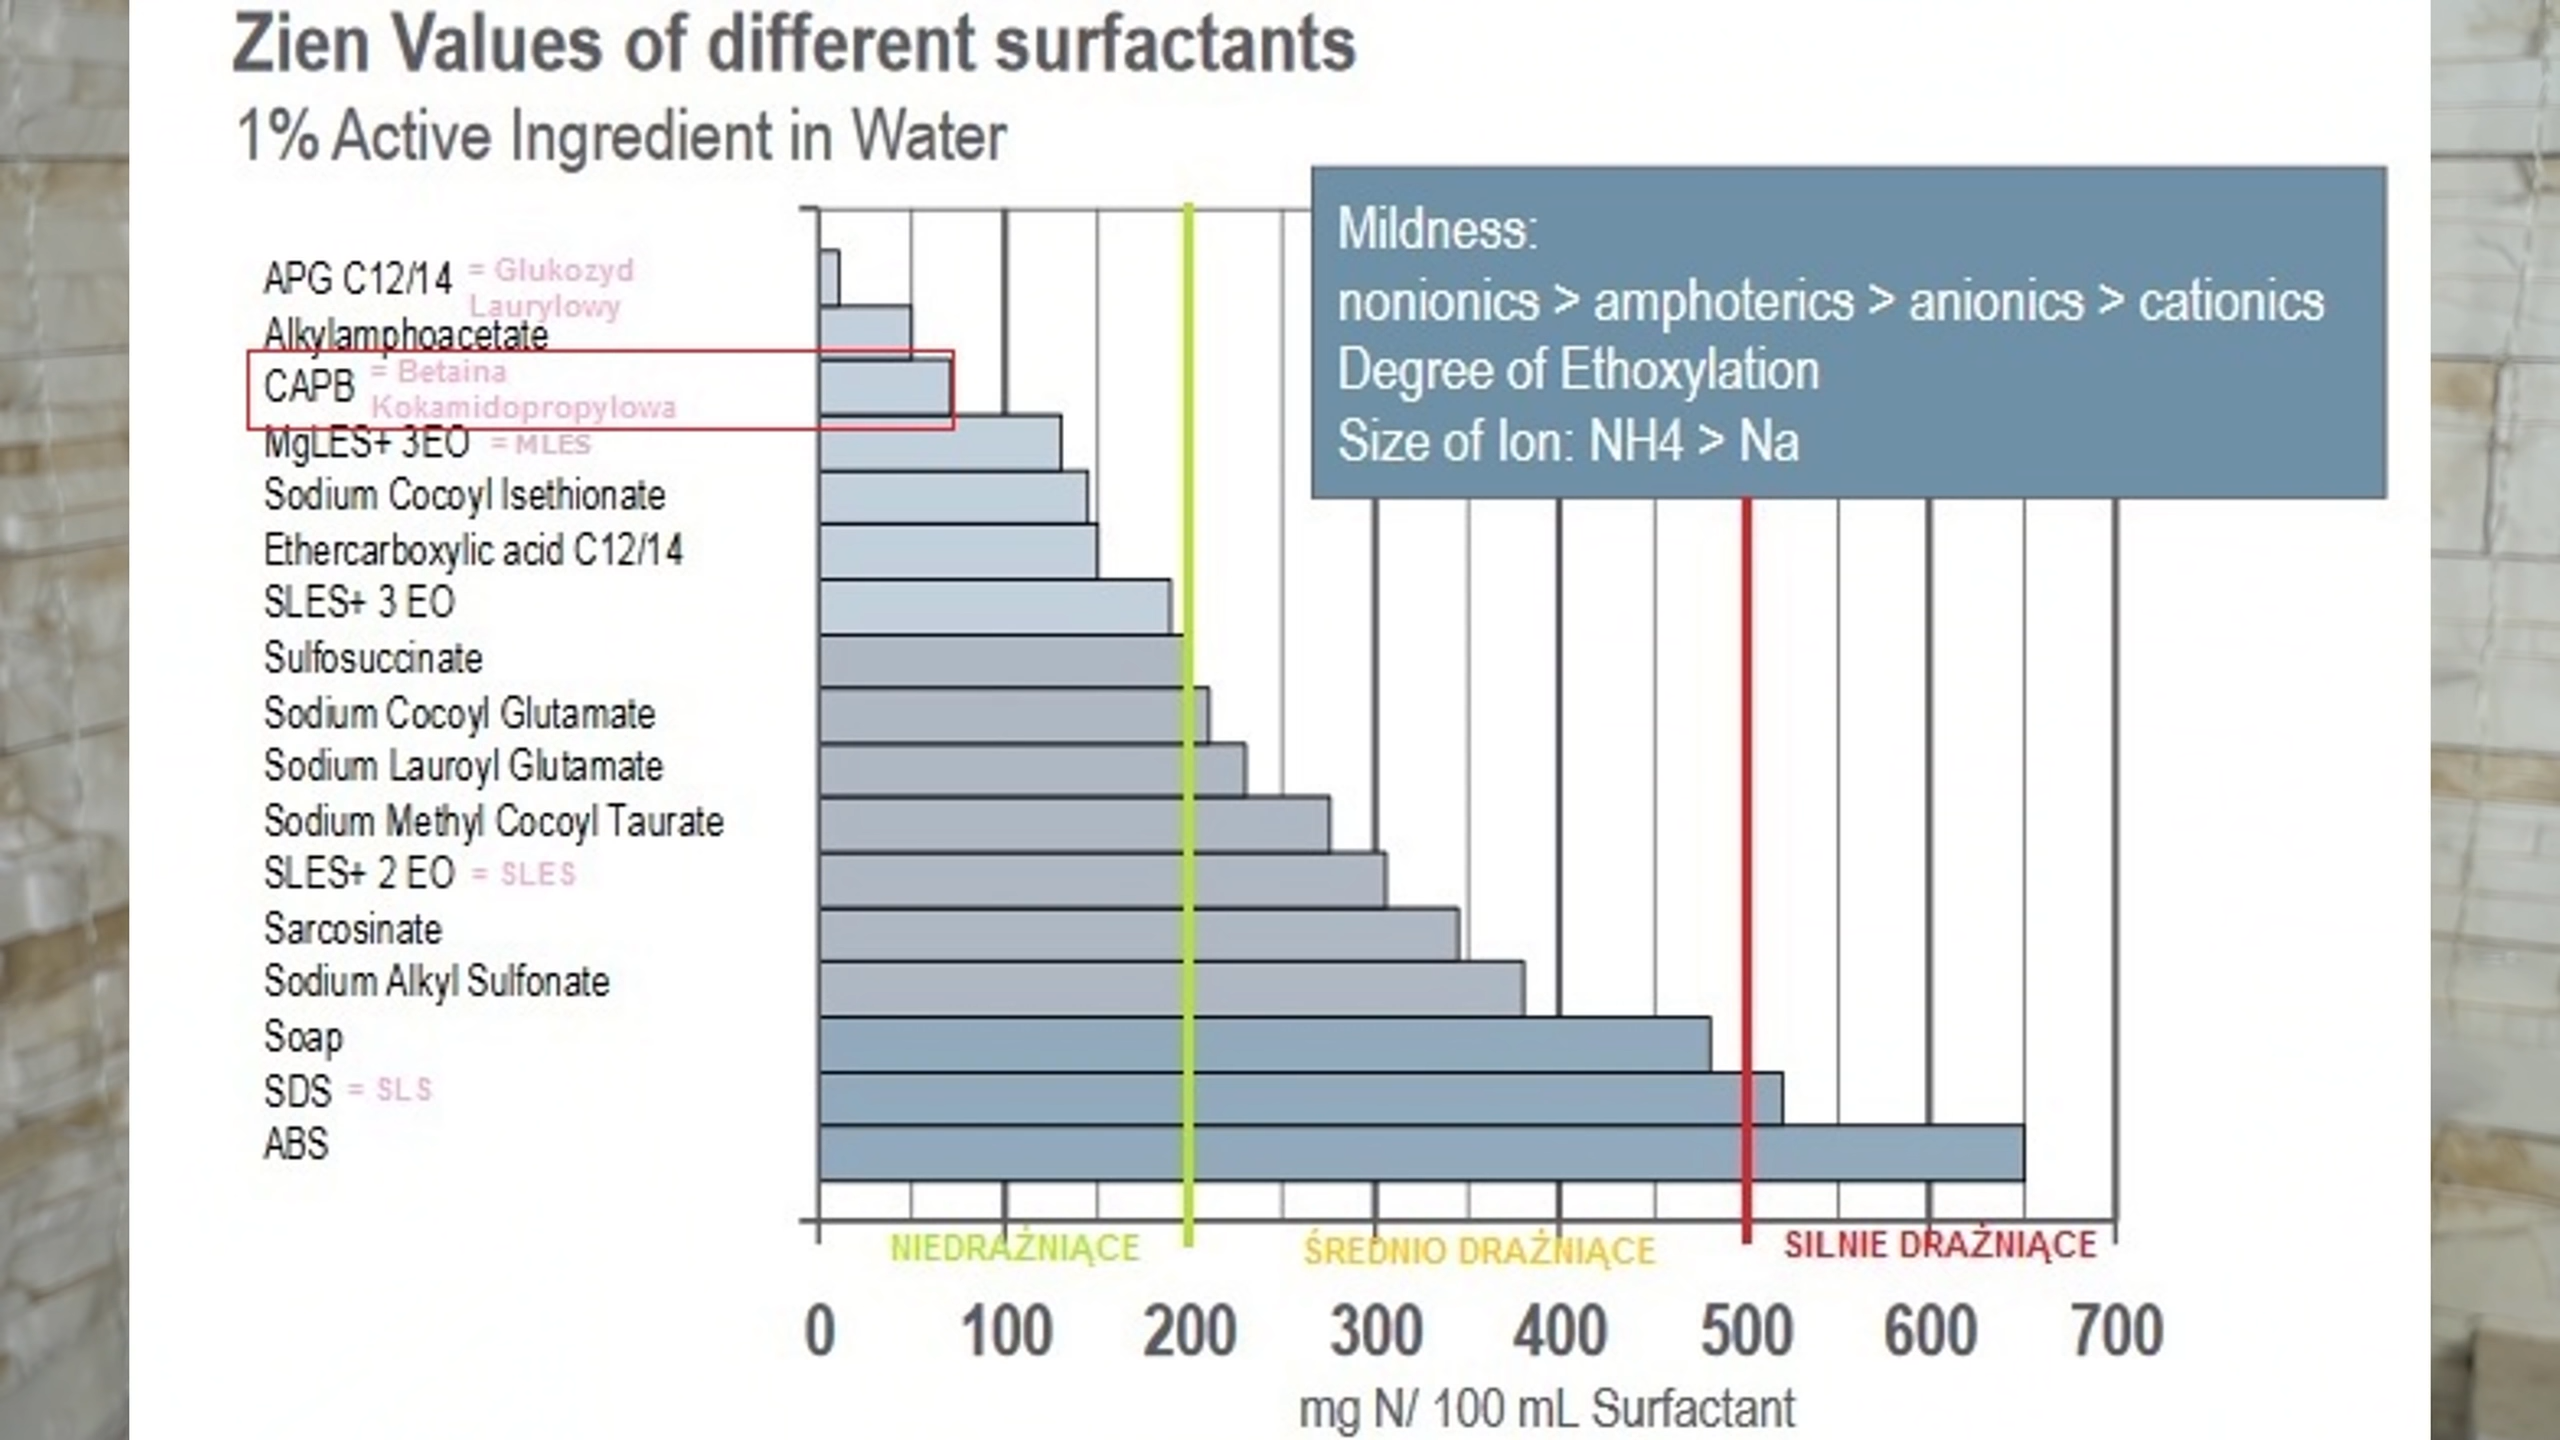 Zien Values of different surfactants
1% Active Ingredient in Water
Mildness:
nonionics > amphoterics > anionics > cationics
Degree of Ethoxylation
Size of Ion: NH4 > Na
APG C12/14 = Glukozyd
Laurylowy
Alkylamphoacetate
CAPB = Betaina
Kokamidopropylowa
MgLES+ 3EO = MLES
Sodium Cocoyl Isethionate
Ethercarboxylic acid C12/14
SLES+ 3 EO
Sulfosuccinate
Sodium Cocoyl Glutamate
Sodium Lauroyl Glutamate
Sodium Methyl Cocoyl Taurate
SLES+ 2 EO = SLES
Sarcosinate
Sodium Alkyl Sulfonate
Soap
SDS = SLS
ABS
NIEDRAŻNIĄCE ŚREDNIO DRAŻNIĄCE SILNIE DRAŻNIĄCE
0 100 200 300 400 500 600 700
mg N/ 100 mL Surfactant